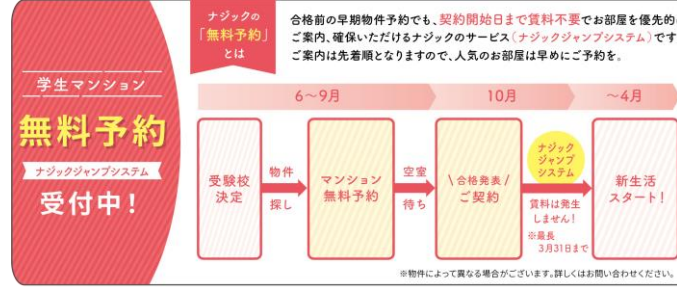 学生マンション
無料予約
ナジックジャンプシステム
受付中！
ナジックの
「無料予約」
とは
合格前の早期物件予約でも、契約開始日まで賃料不要でお部屋を優先的
ご案内、確保いただけるナジックのサービス（ナジックジャンプシステム）です
ご案内は先着順となりますので、人気のお部屋は早めにご予約を。
6〜9月
10月
〜4月
受験校
決定
物件
探し
マンション
無料予約
空室
待ち
\合格発表/
ご契約
ナジック
ジャンプ
システム
賃料は発生
しません！
※最長
3月31日まで
新生活
スタート！
※物件によって異なる場合がございます。詳しくはお問い合わせください。